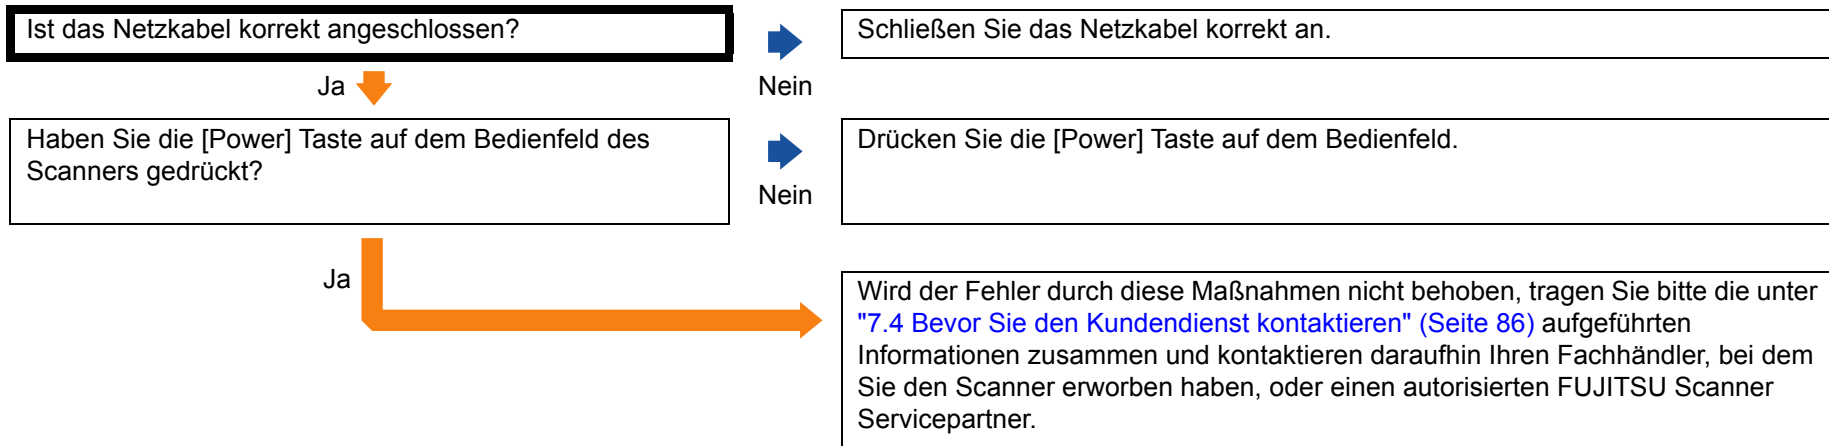 Ist das Netzkabel korrekt angeschlossen?
Schließen Sie das Netzkabel korrekt an.
Ja
Nein
Haben Sie die [Power] Taste auf dem Bedienfeld des
Scanners gedrückt?
Drücken Sie die [Power] Taste auf dem Bedienfeld.
Nein
Ja
Wird der Fehler durch diese Maßnahmen nicht behoben, tragen Sie bitte die unter
"7.4 Bevor Sie den Kundendienst kontaktieren" (Seite 86) aufgeführten
Informationen zusammen und kontaktieren daraufhin Ihren Fachhändler, bei dem
Sie den Scanner erworben haben, oder einen autorisierten FUJITSU Scanner
Servicepartner.